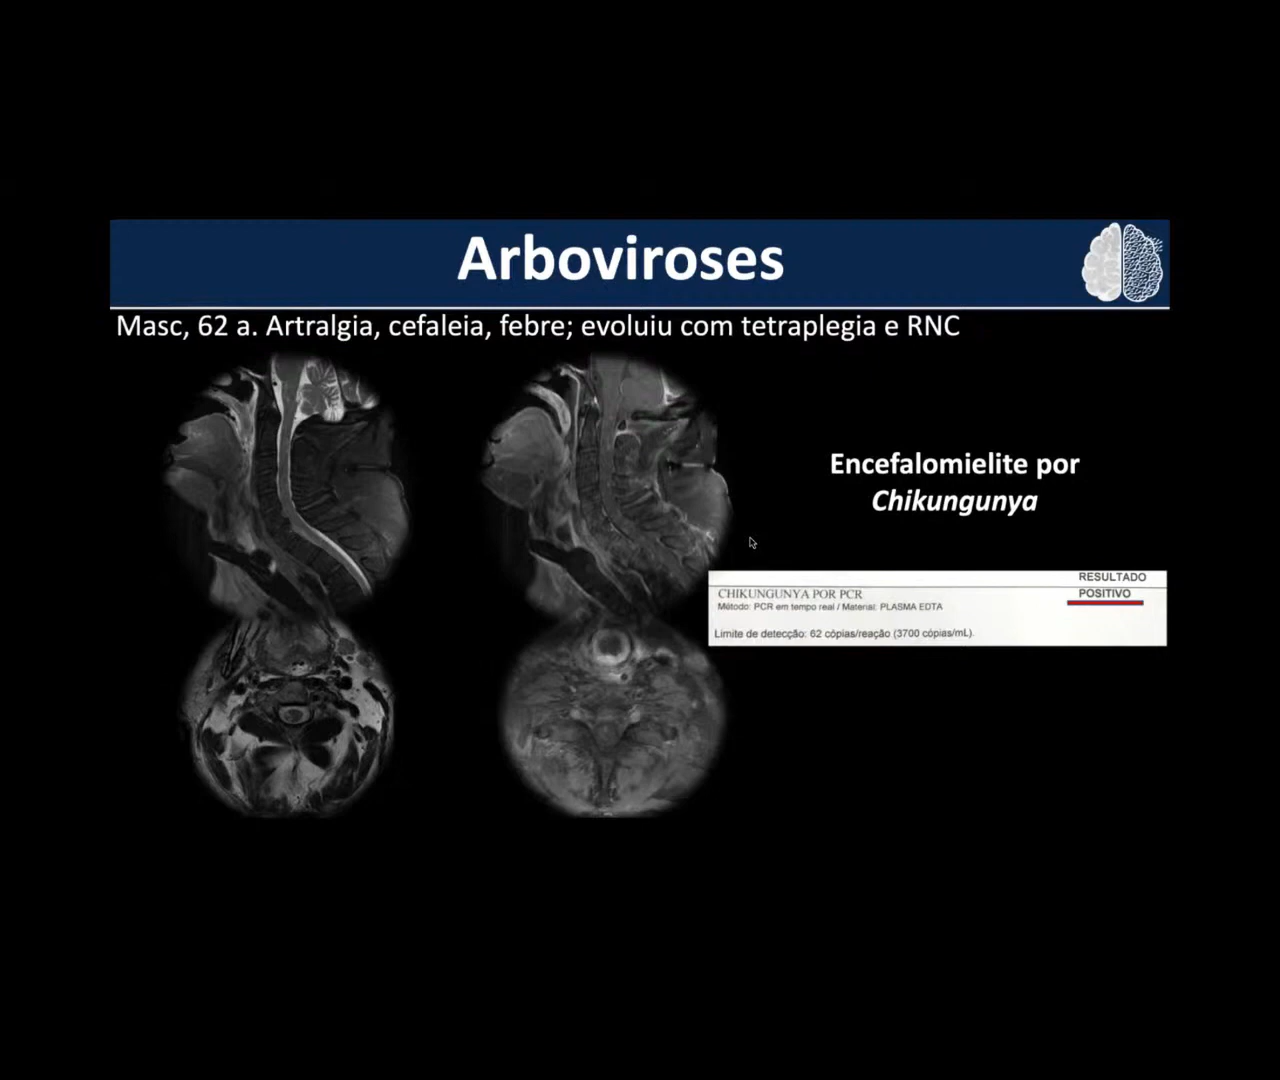 Arboviroses
Masc, 62 a. Artralgia, cefaleia, febre; evoluiu com tetraplegia e RNC
Encefalomielite por
Chikungunya
RESULTADO
CHIKUNGUNYA POR PCR POSITIVO
Método: PCR em tempo real / Material: PLASMA EDTA
Limite de detecção: 62 cópias/reação (3700 cópias/mL).